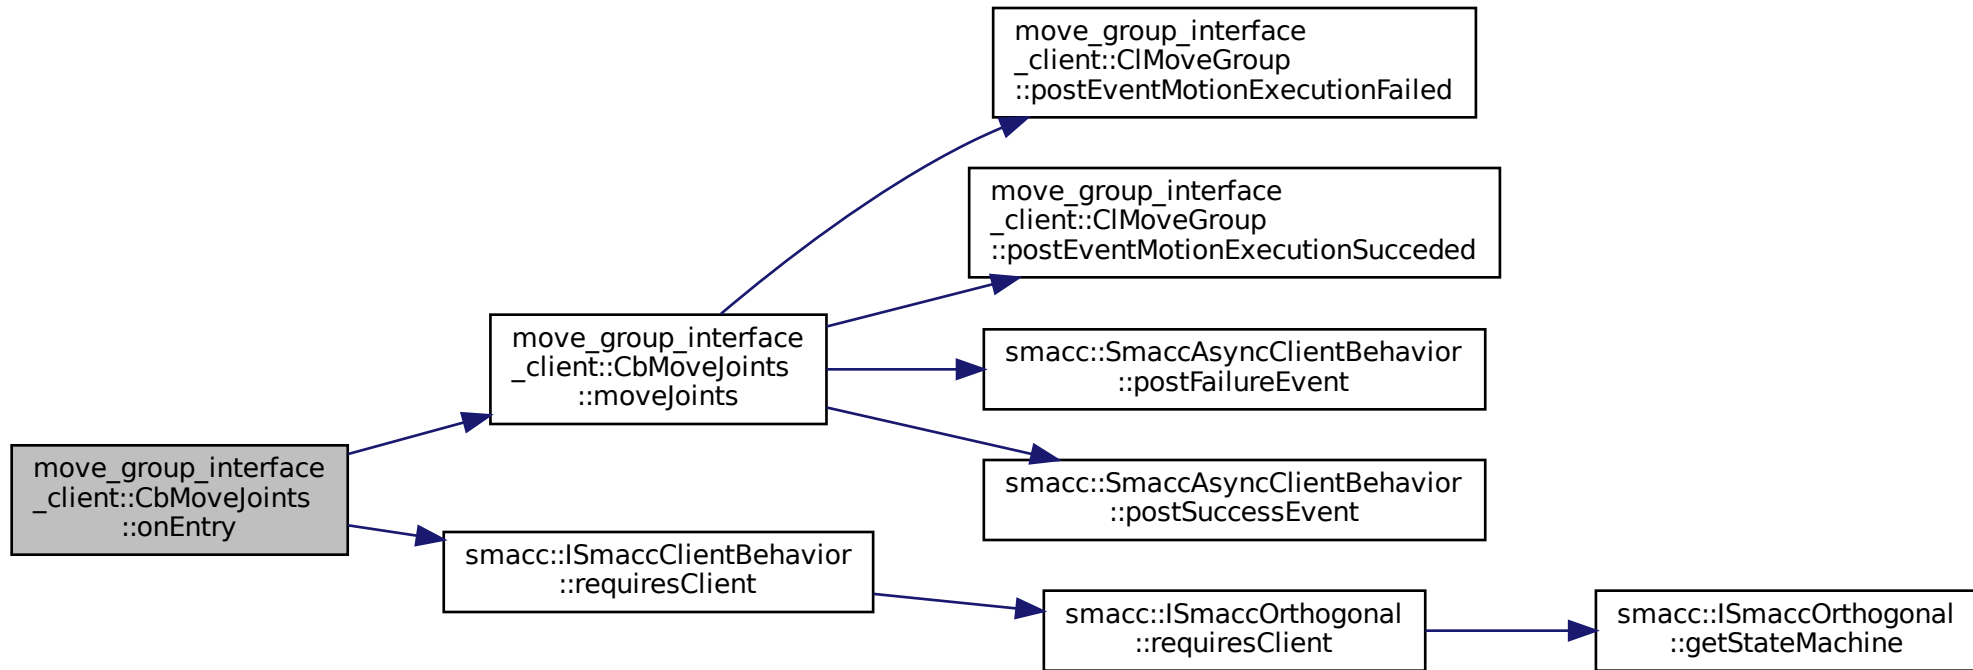 move_group_interface
_client::ClMoveGroup
::postEventMotionExecutionFailed
move_group_interface
_client::ClMoveGroup
::postEventMotionExecutionSucceded
move_group_interface
_client::CbMoveJoints
::moveJoints
smacc::SmaccAsyncClientBehavior
::postFailureEvent
move_group_interface
_client::CbMoveJoints
::onEntry
smacc::SmaccAsyncClientBehavior
::postSuccessEvent
smacc::ISmaccClientBehavior
::requiresClient
smacc::ISmaccOrthogonal
::requiresClient
smacc::ISmaccOrthogonal
::getStateMachine